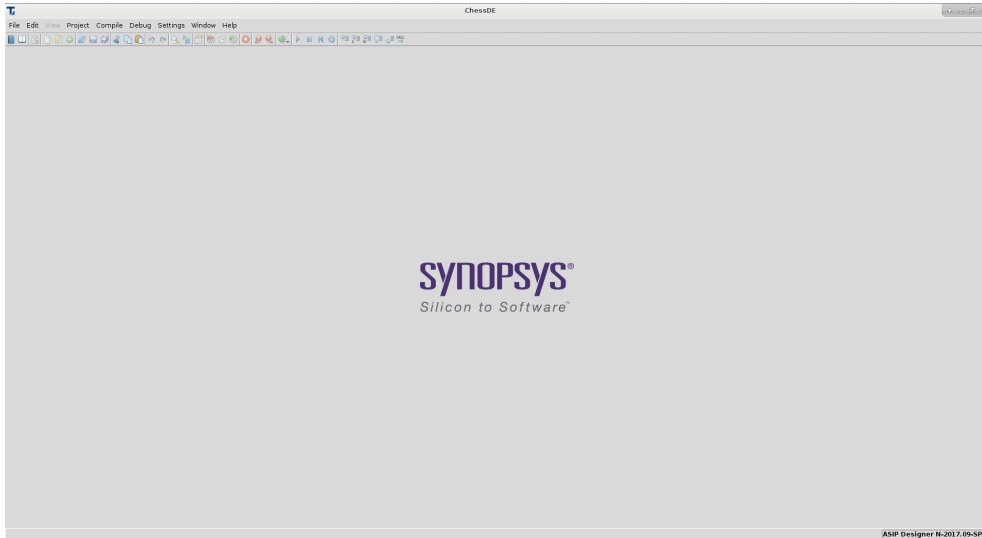 ChessDE
File Edit View Project Compile Debug Settings Window Help
SYNOPSYS®
Silicon to Software™
ASIP Designer N-2017.09-SP